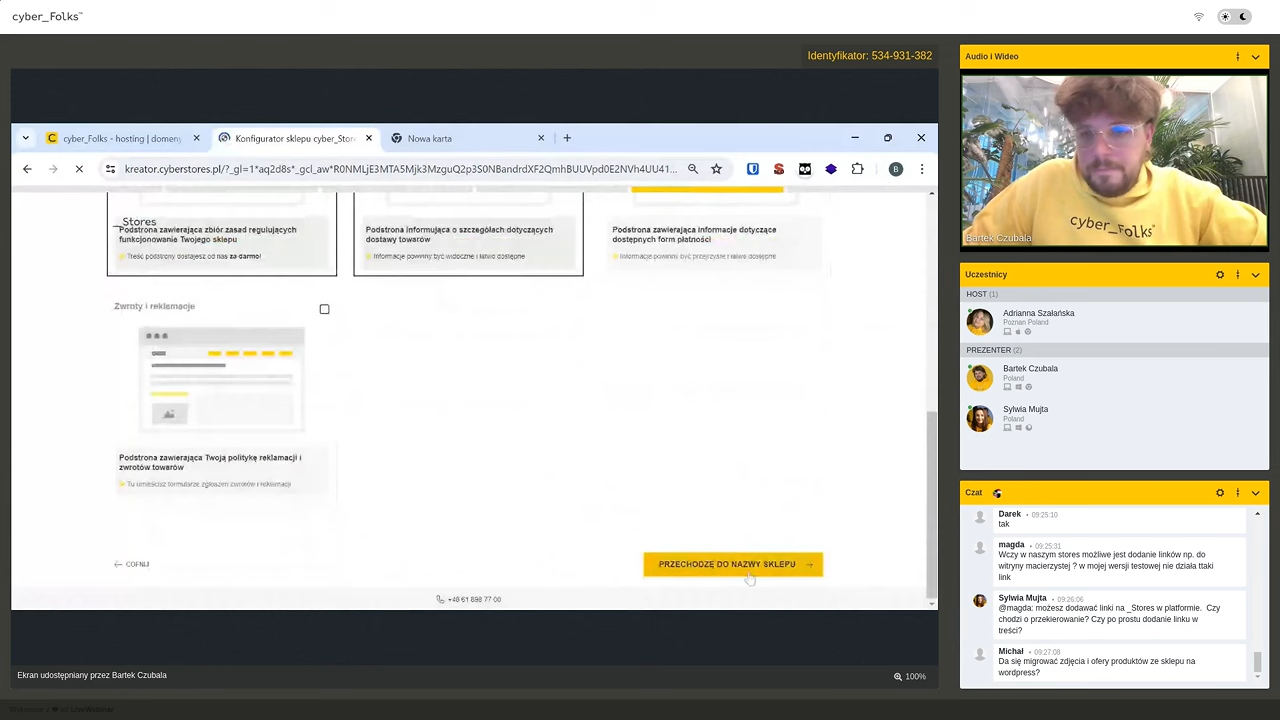 cyber_Folks™
Identyfikator: 534-931-382
cyber_Folks - hosting | domeny
Konfigurator sklepu cyber_Stor
Nowa karta
kreator.cyberstores.pl/?_gl=1*aq2d8s*_gcl_aw*R0NMLjE3MTA5Mjk3MzguQ2p3S0NBandrdXF2QmhBUUVpd0E2NVh4UU41...
B
_Stores
Podstrona zawierająca zbiór zasad regulujących
funkcjonowanie Twojego sklepu
Treść podstrony dostajesz od nas za darmo!
Podstrona informująca o szczegółach dotyczących
dostawy towarów
Informacje powinny być widoczne i łatwo dostępne
Podstrona zawierająca informacje dotyczące
dostępnych form płatności
Informacje powinny być przejrzyste i łatwo dostępne
Zwroty i reklamacje
Podstrona zawierająca Twoją politykę reklamacji i
zwrotów towarów
Tu umieścisz formularze zgłoszeń zwrotów i reklamacji
COFNIJ
PRZECHODZĘ DO NAZWY SKLEPU
+48 61 898 77 00
Ekran udostępniany przez Bartek Czubala
100%
Audio i Wideo
cyber_Folks™
Bartek Czubala
Uczestnicy
HOST (1)
Adrianna Szałańska
Poznan Poland
PREZENTER (2)
Bartek Czubala
Poland
Sylwia Mujta
Poland
Czat
Darek • 09:25:10
tak
magda • 09:25:31
Wczy w naszym stores możliwe jest dodanie linków np. do
witryny macierzystej ? w mojej wersji testowej nie działa ttaki
link
Sylwia Mujta • 09:26:06
@magda: możesz dodawać linki na _Stores w platformie. Czy
chodzi o przekierowanie? Czy po prostu dodanie linku w
treści?
Michał • 09:27:08
Da się migrować zdjęcia i ofery produktów ze sklepu na
wordpress?